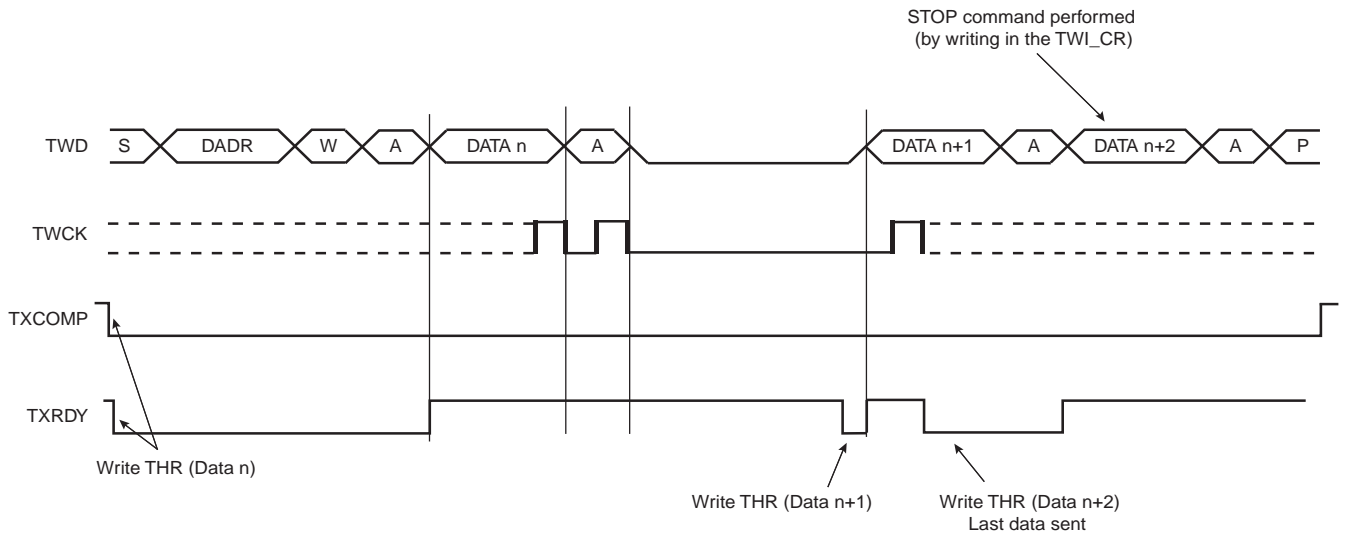 STOP command performed
(by writing in the TWI_CR)
TWD S DADR W A DATA n A DATA n+1 A DATA n+2 A P
TWCK
TXCOMP
TXRDY
Write THR (Data n)
Write THR (Data n+1) Write THR (Data n+2)
Last data sent